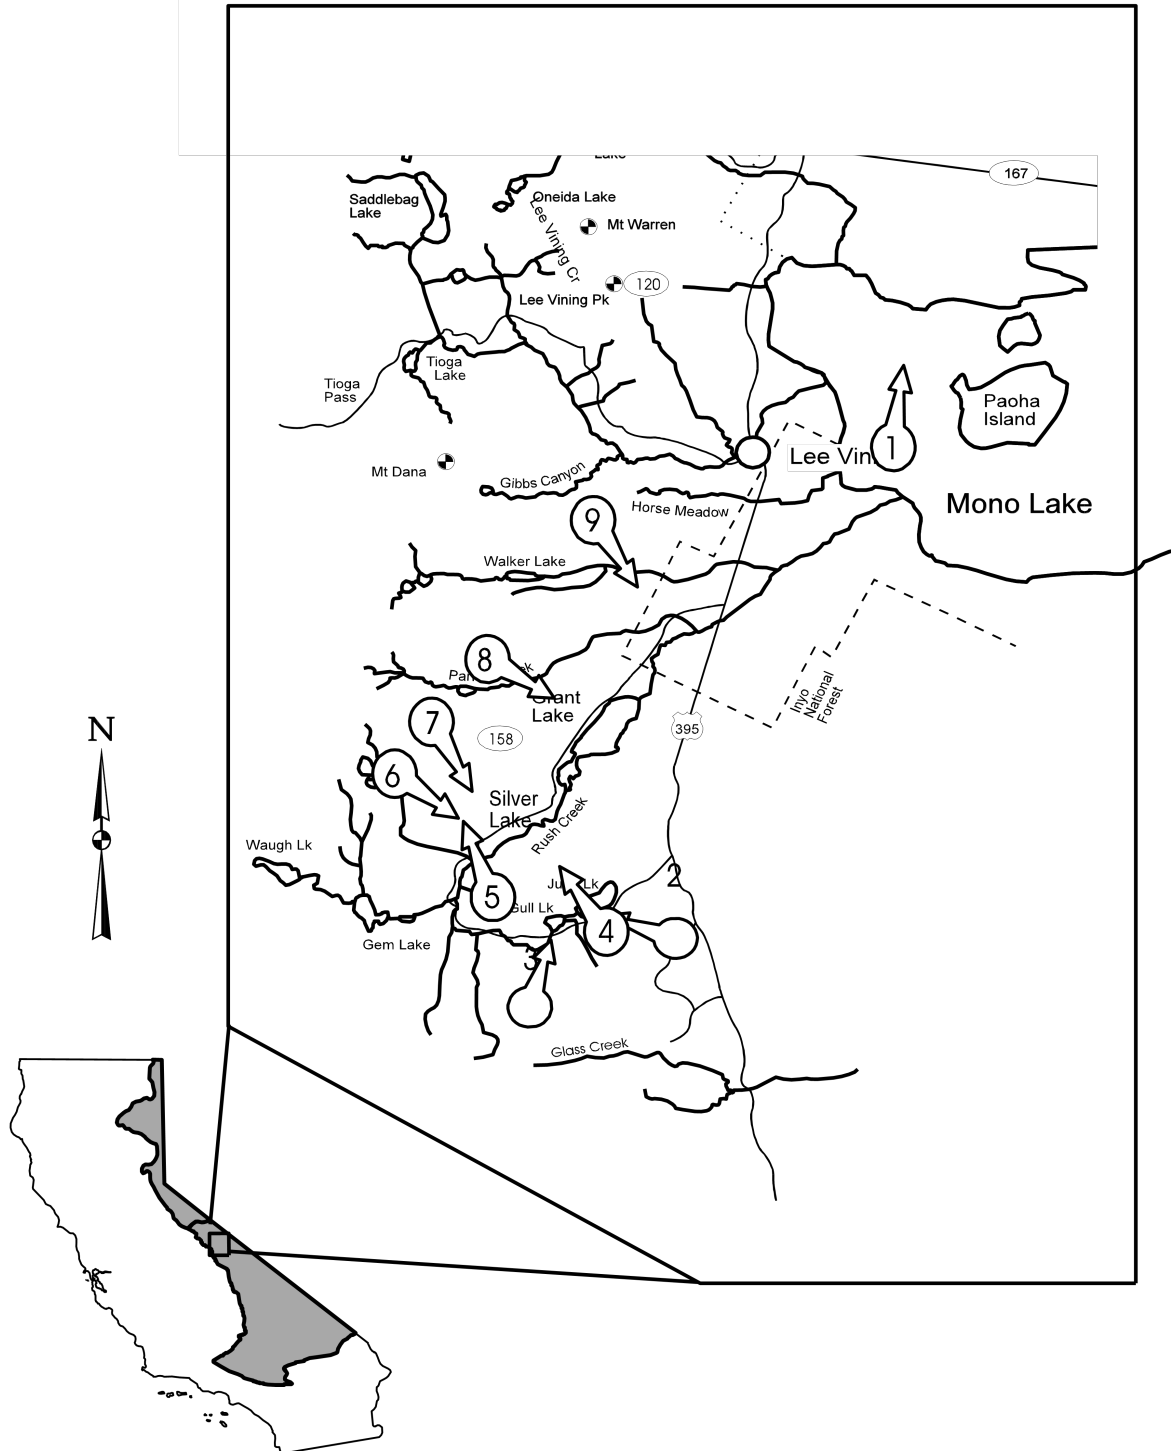 Lake
167
Saddlebag
Lake
Oneida Lake
Lee Vining Cr
Mt Warren
120
Lee Vining Pk
Tioga
Lake
Tioga
Pass
Paoha
Island
1
Lee Vin
Mt Dana
Gibbs Canyon
Mono Lake
Horse Meadow
9
Walker Lake
8
Grant
Lake
Inyo
National
Forest
7
158
395
N
6
Silver
Lake
Rush Creek
Waugh Lk
2
Lk
5
Gull Lk
4
Gem Lake
3
Glass Creek